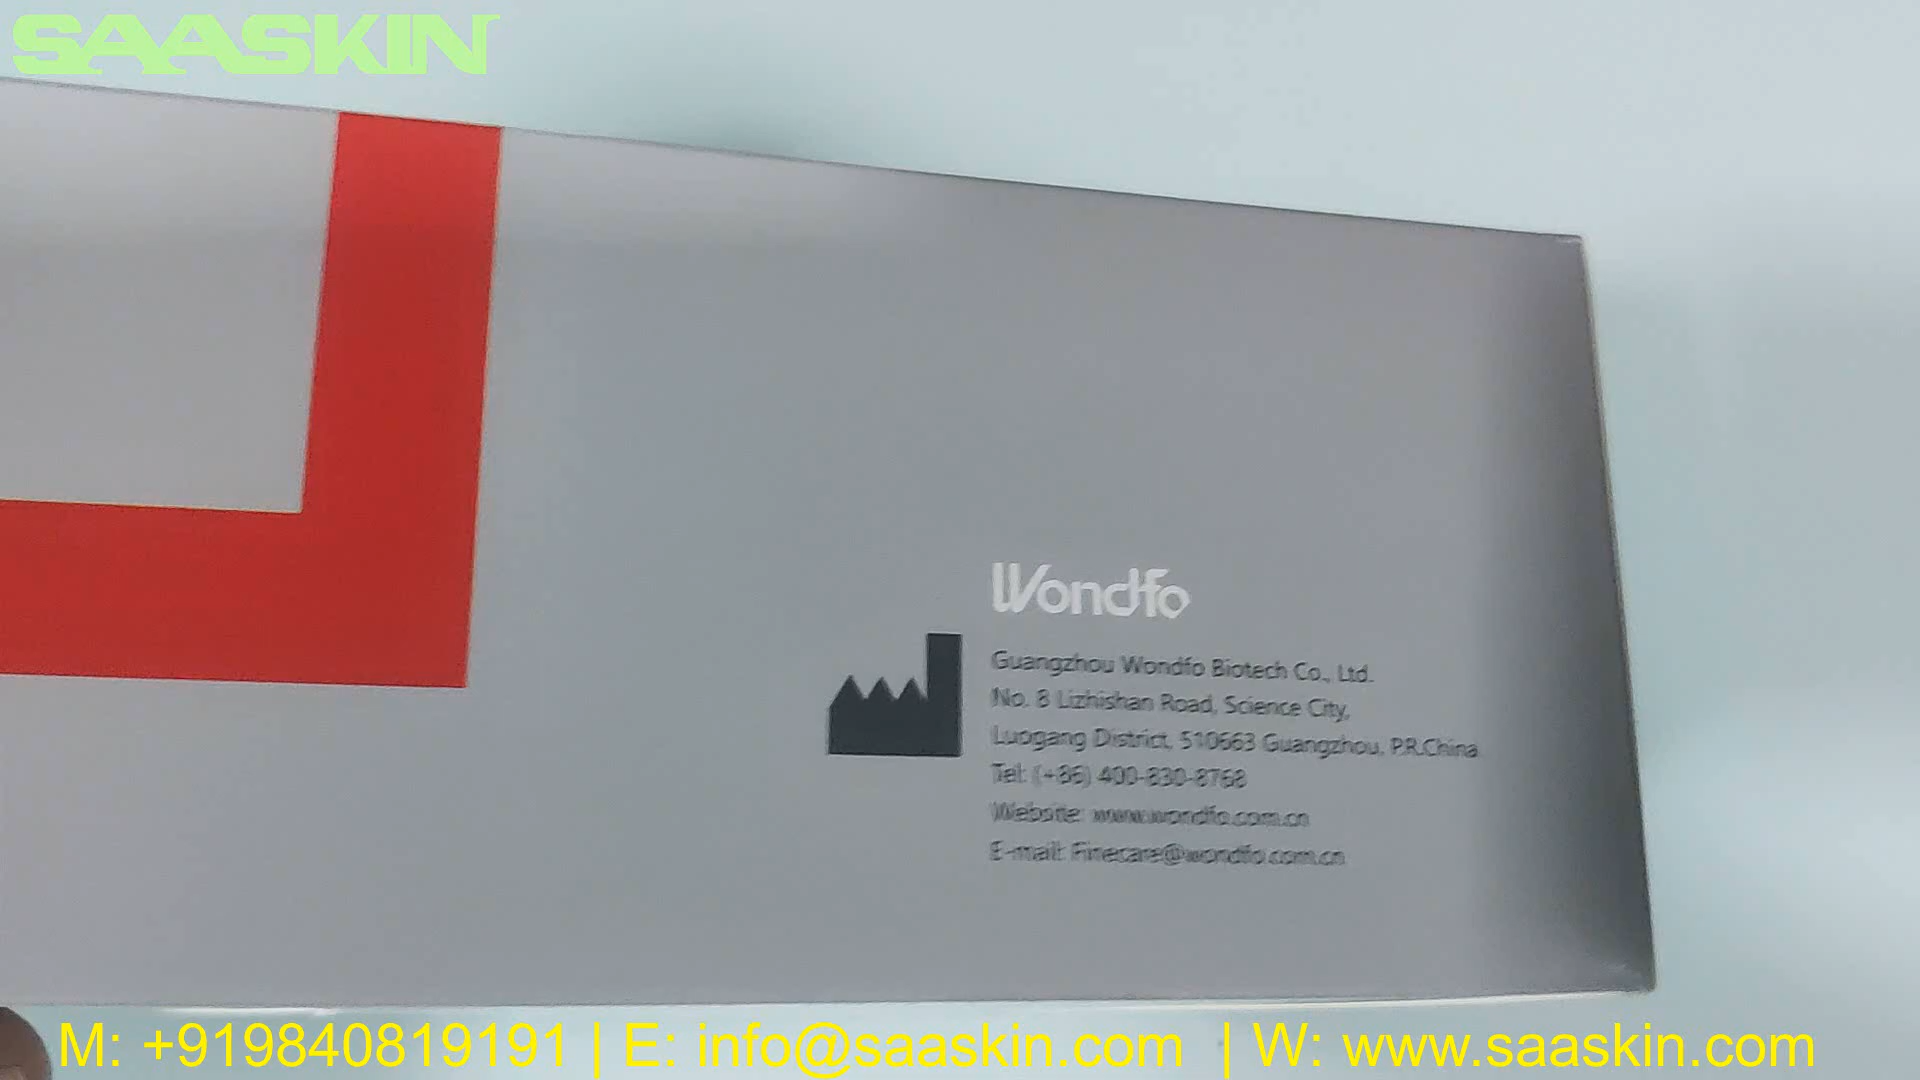 SAASKIN
Wondfo
Guangzhou Wondfo Biotech Co., Ltd.
No. 8 Lizhishan Road, Science City,
Luogang District, 510663 Guangzhou, P.R.China
Tel: (+86) 400-830-8768
Website: www.wondfo.com.cn
E-mail: Finecare@wondfo.com.cn
M: +919840819191 | E: info@saaskin.com | W: www.saaskin.com